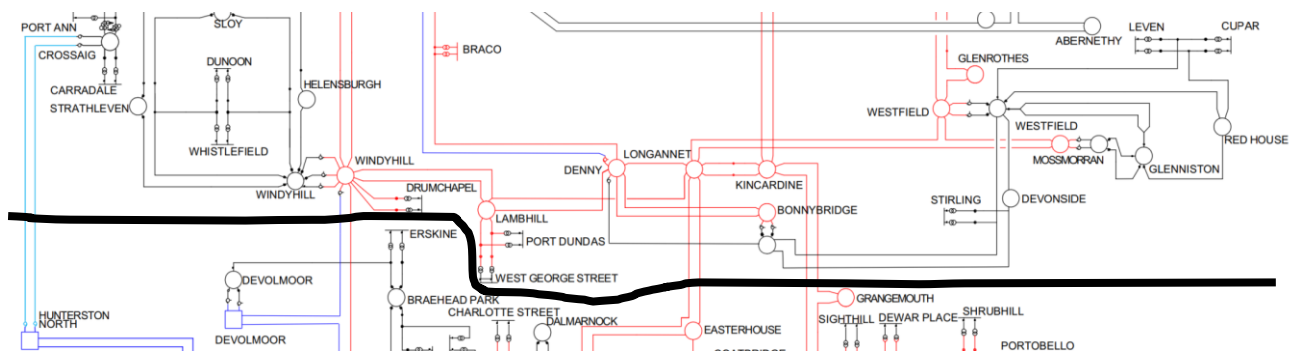 PORT ANN
SLOY
CROSSAIG
DUNOON
BRACO
ABERNETHY
LEVEN
CUPAR
GLENROTHES
CARRADALE
STRATHLEVEN
HELENSBURGH
WHISTLEFIELD
WINDYHILL
WINDYHILL
DRUMCHAPEL
LAMBHILL
DENNY
LONGANNET
KINCARDINE
WESTFIELD
WESTFIELD
RED HOUSE
MOSSMORRAN
GLENNISTON
BONNYBRIDGE
STIRLING
DEVONSIDE
ERSKINE
PORT DUNDAS
WEST GEORGE STREET
DEVOLMOOR
BRAEHEAD PARK
CHARLOTTE STREET
GRANGEMOUTH
HUNTERSTON
NORTH
DEVOLMOOR
DALMARNOCK
EASTERHOUSE
SIGHTHILL
DEWAR PLACE
SHRUBHILL
PORTOBELLO
COATBRIDGE